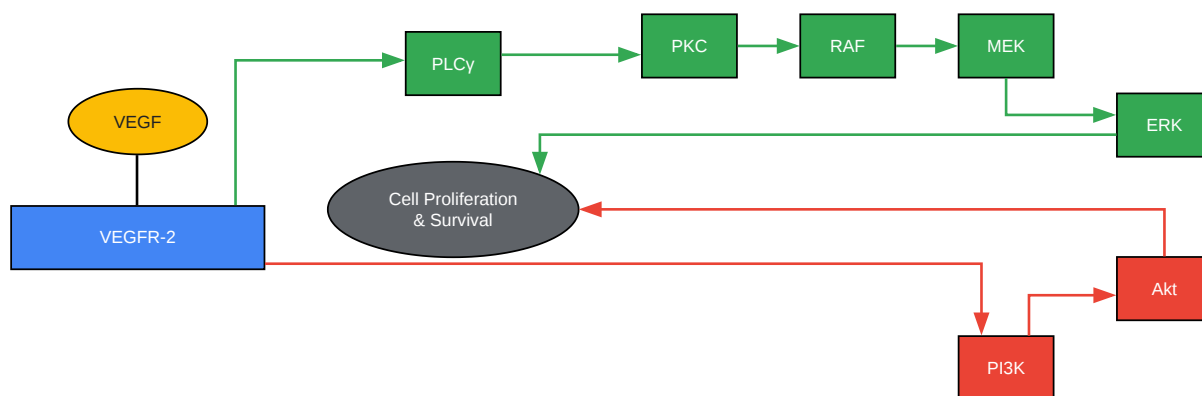 PKC
RAF
MEK
PLCγ
VEGF
ERK
Cell Proliferation
& Survival
VEGFR-2
Akt
PI3K